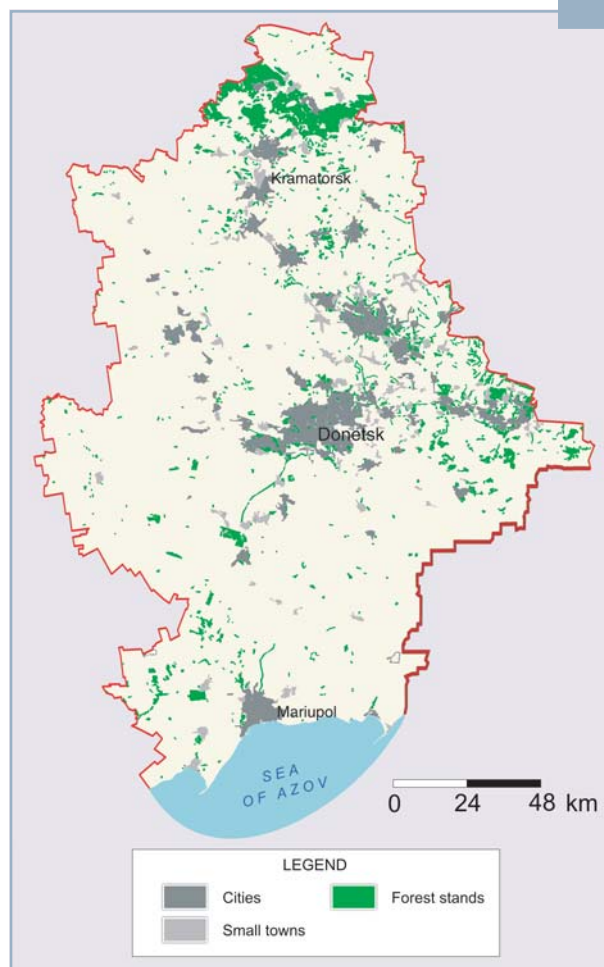 Kramatorsk
Donetsk
Mariupol
SEA
OF AZOV
0 24 48 km
LEGEND
Cities
Forest stands
Small towns